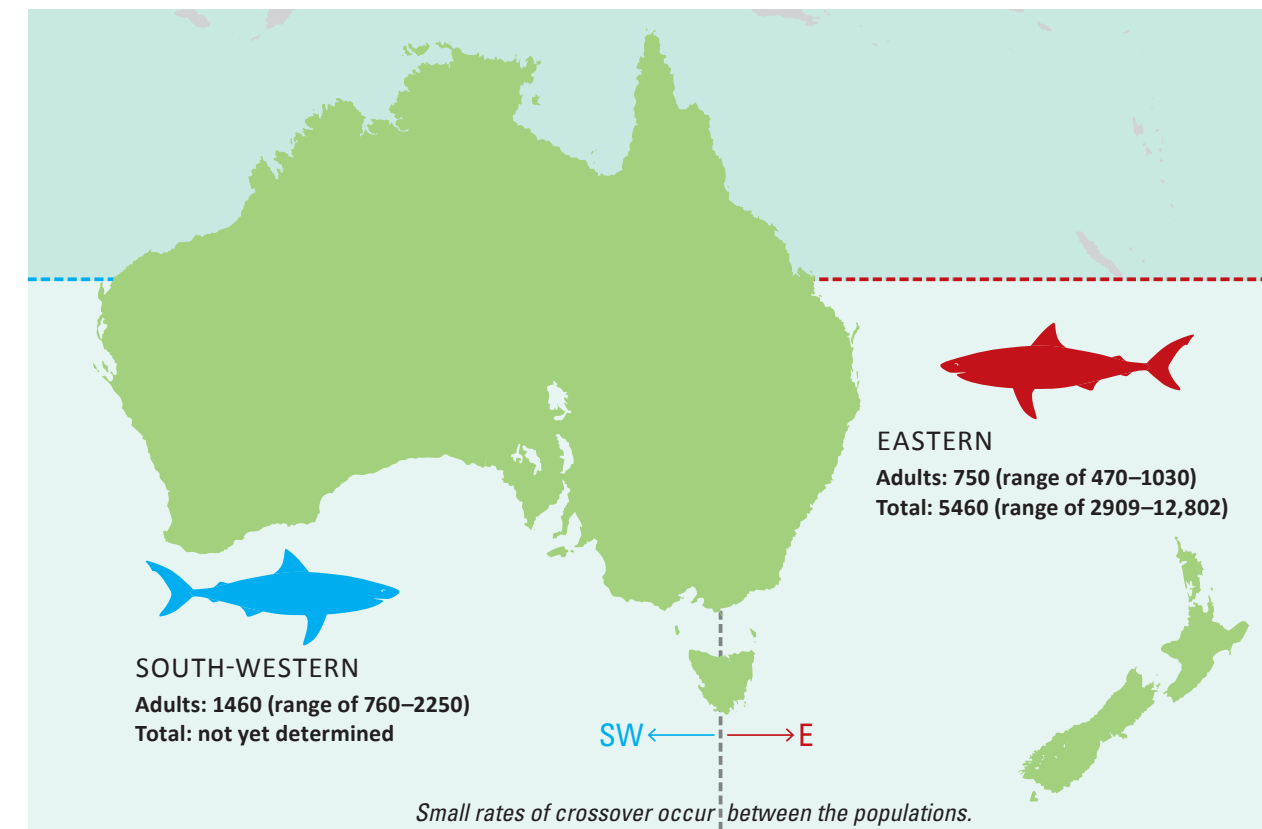 EASTERN
Adults: 750 (range of 470–1030)
Total: 5460 (range of 2909–12,802)
SOUTH-WESTERN
Adults: 1460 (range of 760–2250)
Total: not yet determined
SW E
Small rates of crossover occur between the populations.